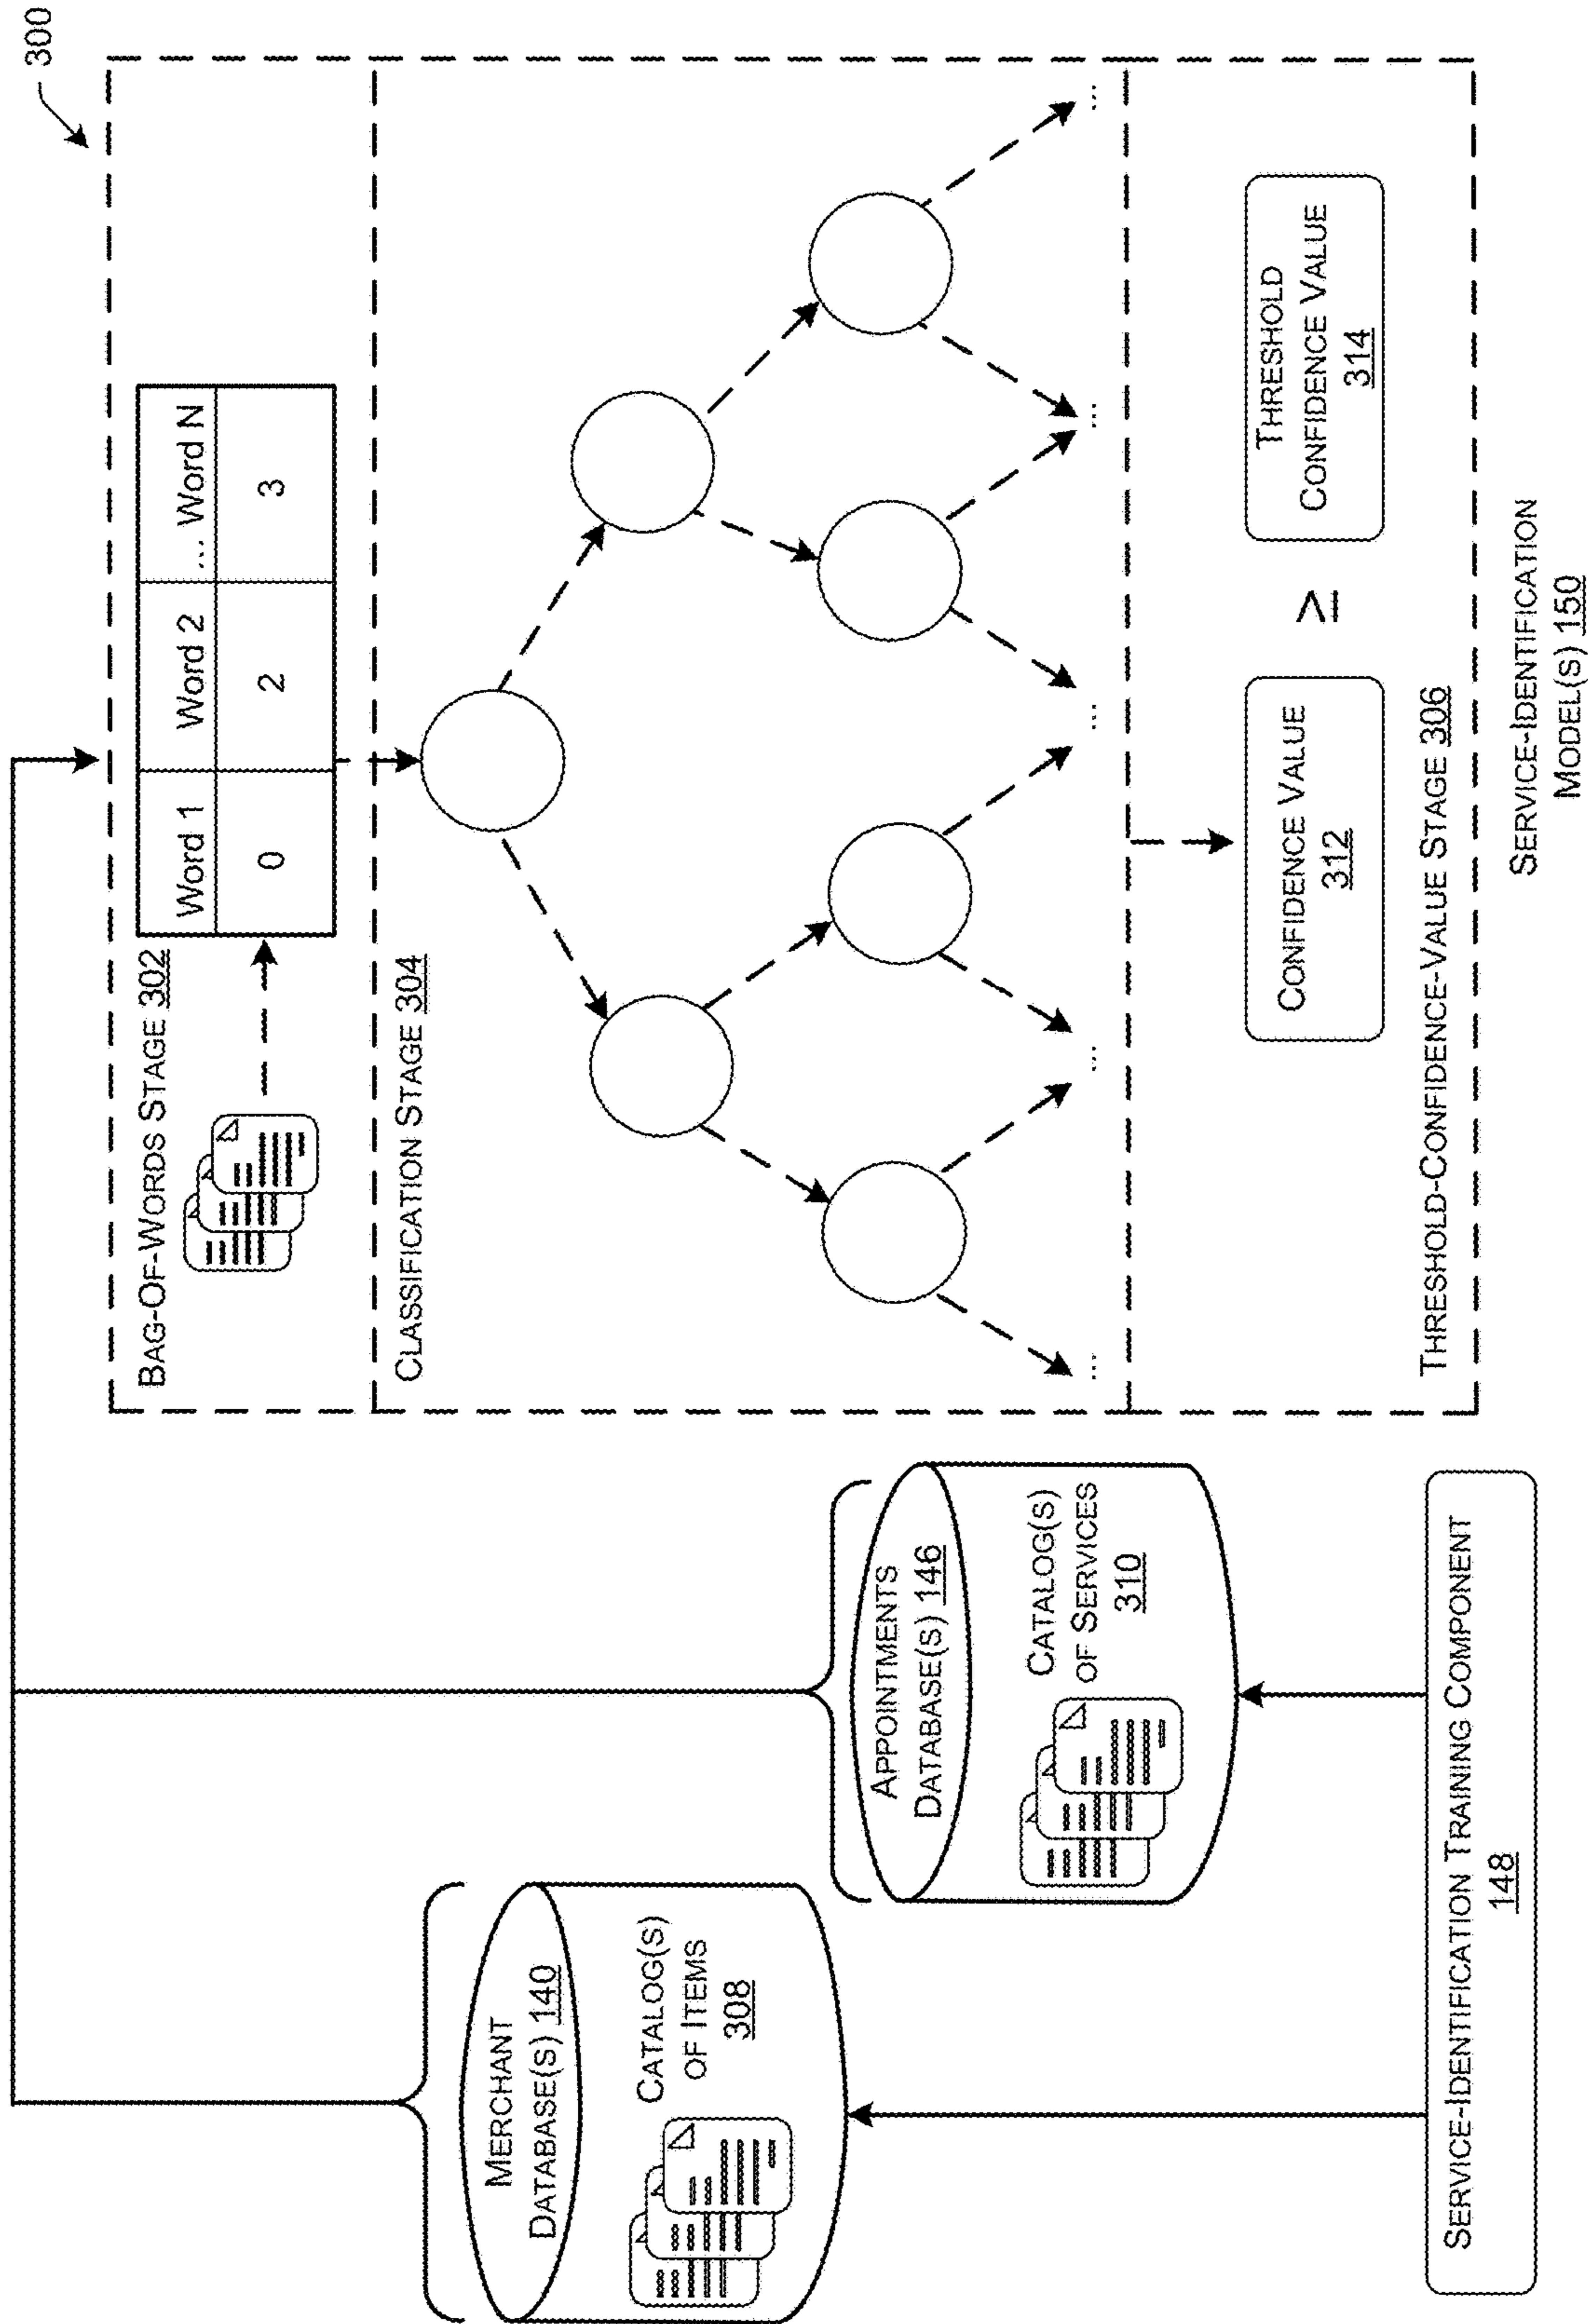 300
MERCHANT
DATABASE(S) 140
CATALOG(S)
OF ITEMS
308
APPOINTMENTS
DATABASE(S) 146
CATALOG(S)
OF SERVICES
310
SERVICE-IDENTIFICATION TRAINING COMPONENT
148
BAG-OF-WORDS STAGE 302
Word 1 Word 2 ... Word N
0 2 3
CLASSIFICATION STAGE 304
... ... ... ... ...
CONFIDENCE VALUE
312
≥
THRESHOLD
CONFIDENCE VALUE
314
THRESHOLD-CONFIDENCE-VALUE STAGE 306
SERVICE-IDENTIFICATION
MODEL(S) 150